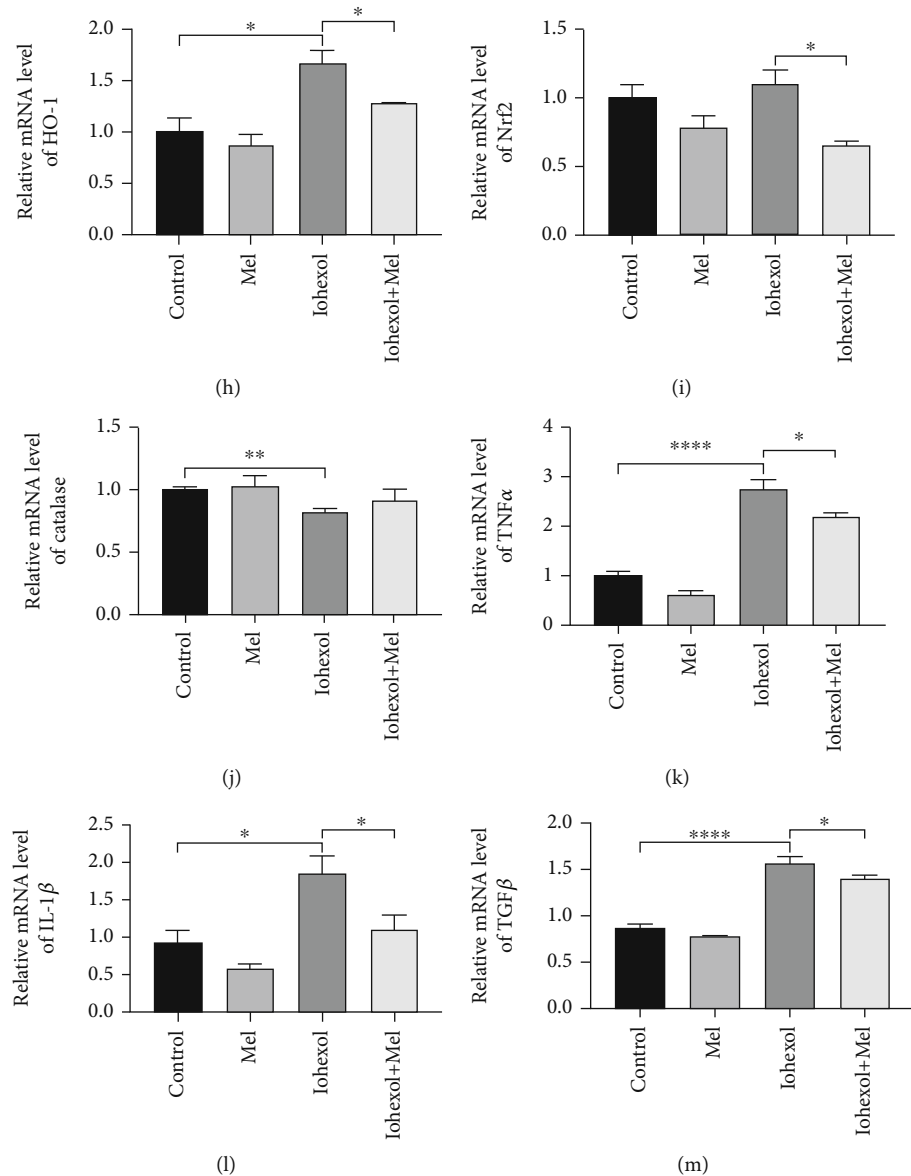 Relative mRNA level
of HO-1
2.0
1.5
1.0
0.5
0.0
*
*
Control
Mel
Iohexol
Iohexol+Mel
(h)
Relative mRNA level
of Nrf2
1.5
1.0
0.5
0.0
*
Control
Mel
Iohexol
Iohexol+Mel
(i)
Relative mRNA level
of catalase
1.5
1.0
0.5
0.0
**
Control
Mel
Iohexol
Iohexol+Mel
(j)
Relative mRNA level
of TNFα
4
3
2
1
0
****
*
Control
Mel
Iohexol
Iohexol+Mel
(k)
Relative mRNA level
of IL-1β
2.5
2.0
1.5
1.0
0.5
0.0
*
*
Control
Mel
Iohexol
Iohexol+Mel
(l)
Relative mRNA level
of TGFβ
2.0
1.5
1.0
0.5
0.0
****
*
Control
Mel
Iohexol
Iohexol+Mel
(m)